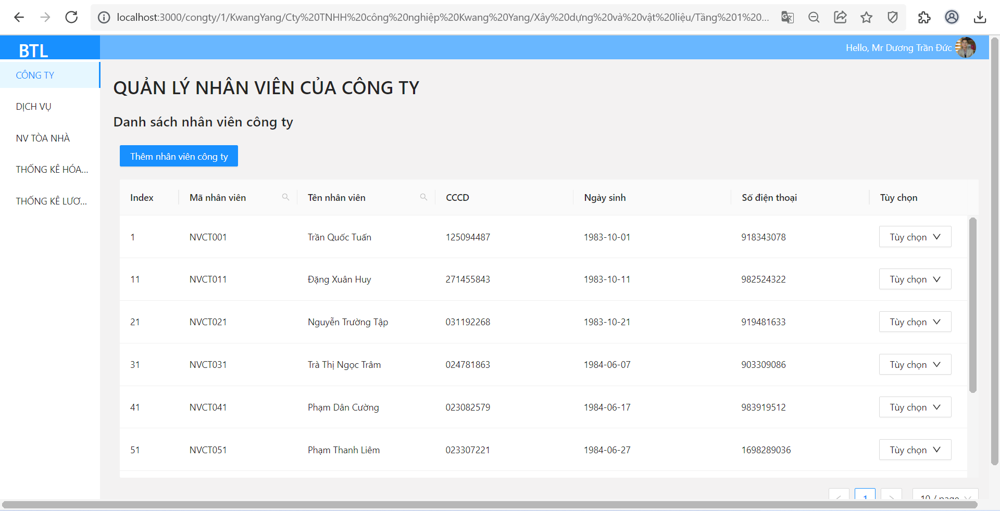 localhost:3000/congty/1/KwangYang/Cty%20TNHH%20công%20nghiệp%20Kwang%20Yang/Xây%20dựng%20và%20vật%20liệu/Tầng%201%20...
BTL
Hello, Mr Dương Trần Đức
CÔNG TY
DỊCH VỤ
NV TÒA NHÀ
THỐNG KÊ HÓA...
THỐNG KÊ LƯƠ...
QUẢN LÝ NHÂN VIÊN CỦA CÔNG TY
Danh sách nhân viên công ty
Thêm nhân viên công ty
Index Mã nhân viên Tên nhân viên CCCD Ngày sinh Số điện thoại Tùy chọn
1 NVCT001 Trần Quốc Tuấn 125094487 1983-10-01 918343078 Tùy chọn
11 NVCT011 Đặng Xuân Huy 271455843 1983-10-11 982524322 Tùy chọn
21 NVCT021 Nguyễn Trường Tập 031192268 1983-10-21 919481633 Tùy chọn
31 NVCT031 Trà Thị Ngọc Trâm 024781863 1984-06-07 903309086 Tùy chọn
41 NVCT041 Phạm Dân Cường 023082579 1984-06-17 983919512 Tùy chọn
51 NVCT051 Phạm Thanh Liêm 023307221 1984-06-27 1698289036 Tùy chọn
1 10 / page